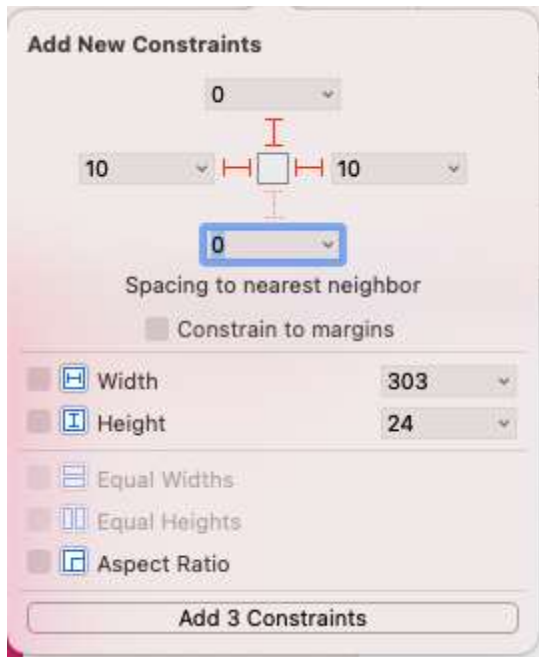 Add New Constraints
0
10 10
0
Spacing to nearest neighbor
Constrain to margins
Width 303
Height 24
Equal Widths
Equal Heights
Aspect Ratio
Add 3 Constraints